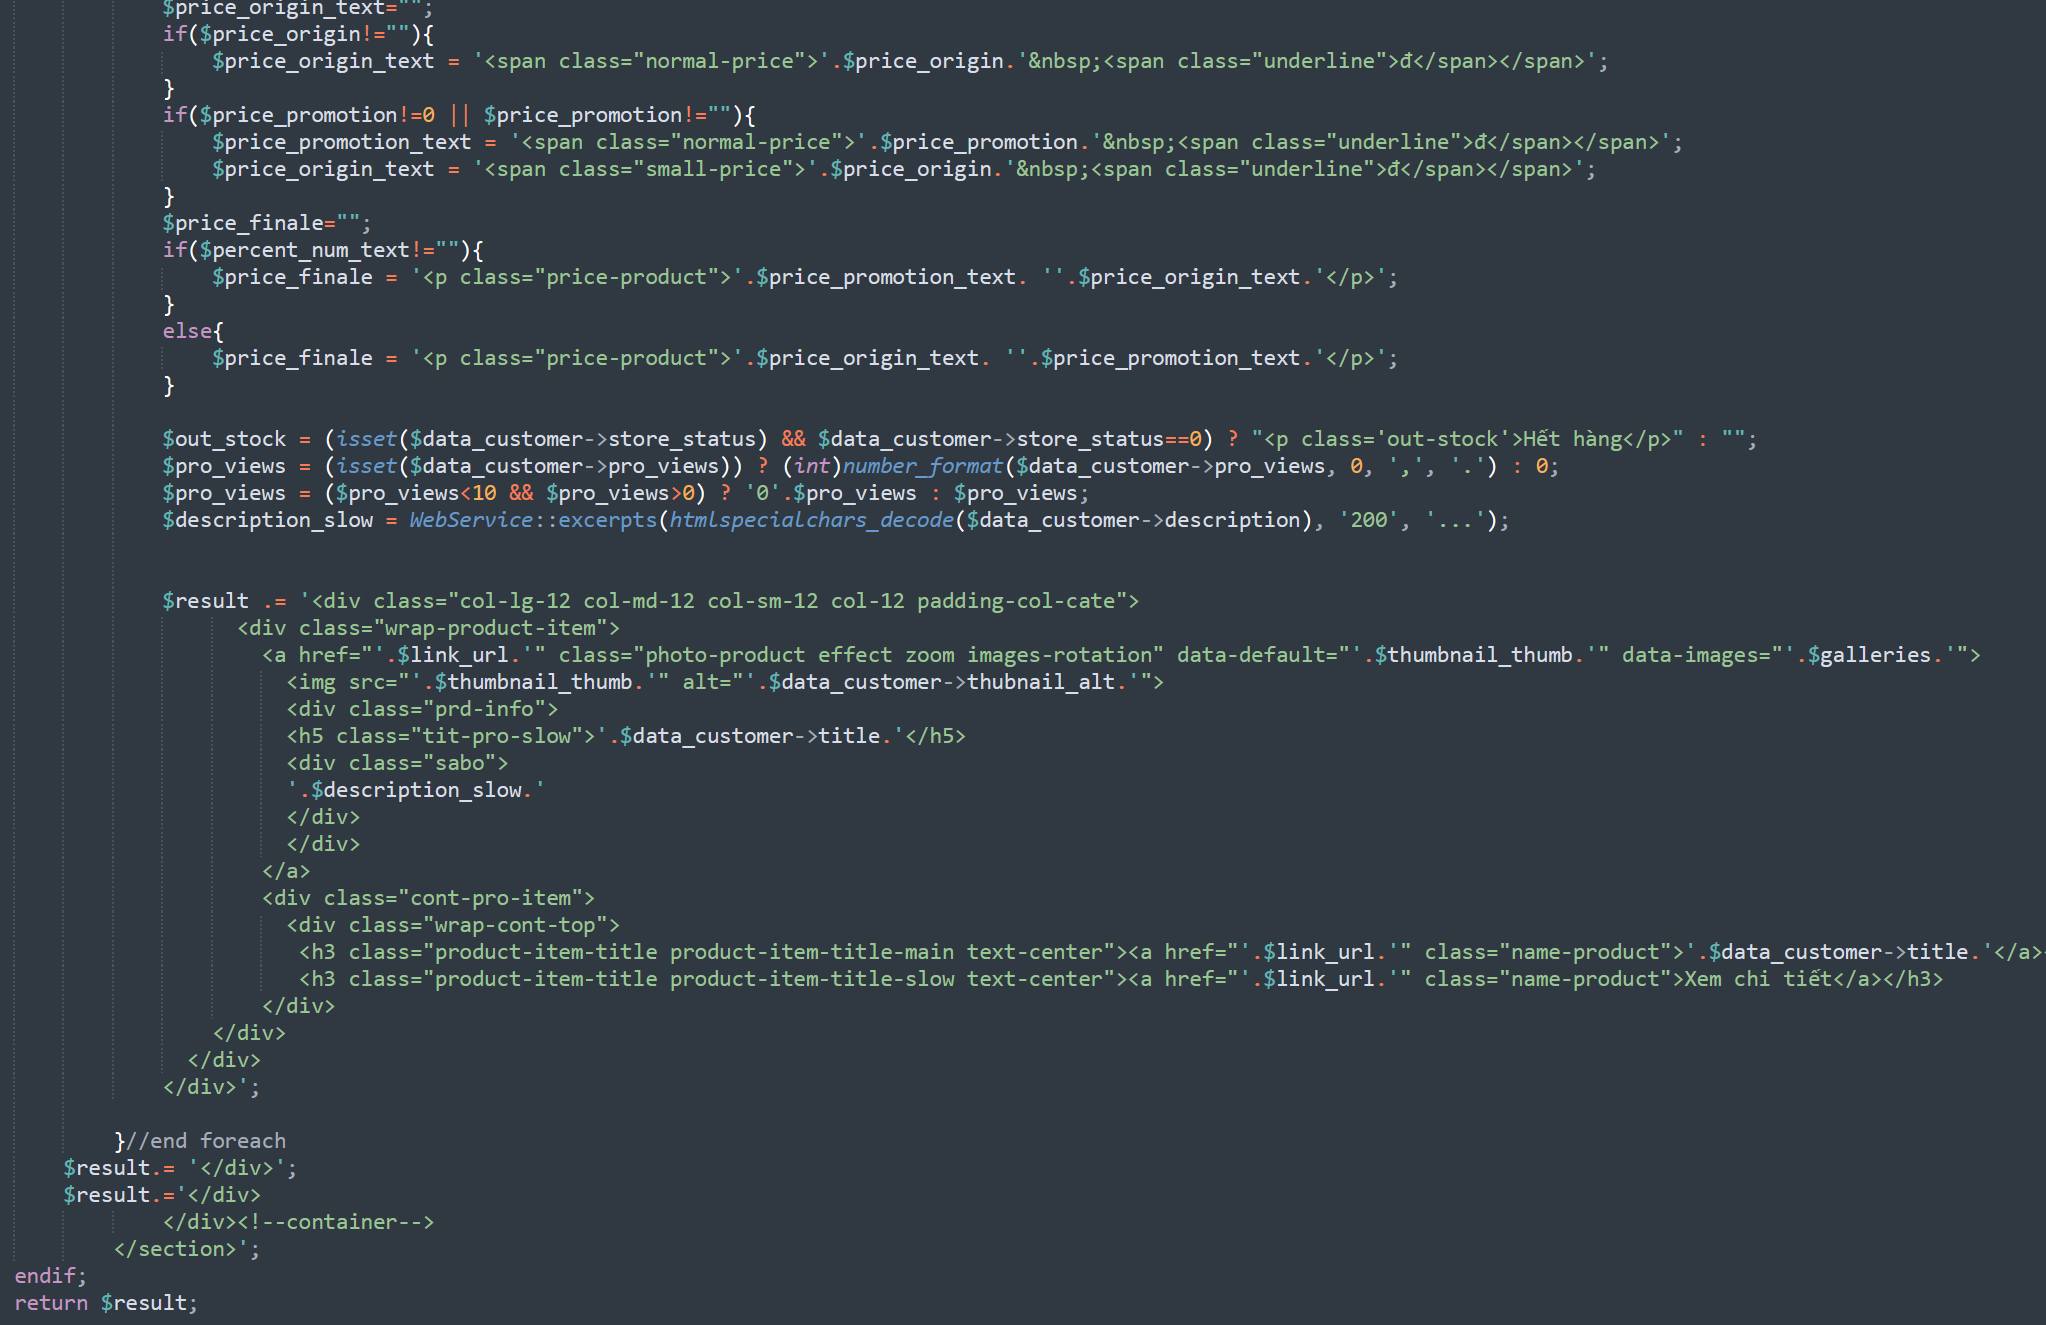 $price_origin_text="";
if($price_origin!=""){
$price_origin_text = '<span class="normal-price">'.$price_origin.'&nbsp;<span class="underline">đ</span></span>';
}
if($price_promotion!=0 || $price_promotion!=""){
$price_promotion_text = '<span class="normal-price">'.$price_promotion.'&nbsp;<span class="underline">đ</span></span>';
$price_origin_text = '<span class="small-price">'.$price_origin.'&nbsp;<span class="underline">đ</span></span>';
}
$price_finale="";
if($percent_num_text!=""){
$price_finale = '<p class="price-product">'.$price_promotion_text. ''.$price_origin_text.'</p>';
}
else{
$price_finale = '<p class="price-product">'.$price_origin_text. ''.$price_promotion_text.'</p>';
}
$out_stock = (isset($data_customer->store_status) && $data_customer->store_status==0) ? "<p class='out-stock'>Hết hàng</p>" : "";
$pro_views = (isset($data_customer->pro_views)) ? (int)number_format($data_customer->pro_views, 0, ',', '.') : 0;
$pro_views = ($pro_views<10 && $pro_views>0) ? '0'.$pro_views : $pro_views;
$description_slow = WebService::excerpts(htmlspecialchars_decode($data_customer->description), '200', '...');
$result .= '<div class="col-lg-12 col-md-12 col-sm-12 col-12 padding-col-cate">
<div class="wrap-product-item">
<a href="'.$link_url.'" class="photo-product effect zoom images-rotation" data-default="'.$thumbnail_thumb.'" data-images="'.$galleries.'">
<img src="'.$thumbnail_thumb.'" alt="'.$data_customer->thubnail_alt.'">
<div class="prd-info">
<h5 class="tit-pro-slow">'.$data_customer->title.'</h5>
<div class="sabo">
'.$description_slow.'
</div>
</div>
</a>
<div class="cont-pro-item">
<div class="wrap-cont-top">
<h3 class="product-item-title product-item-title-main text-center"><a href="'.$link_url.'" class="name-product">'.$data_customer->title.'</a>
<h3 class="product-item-title product-item-title-slow text-center"><a href="'.$link_url.'" class="name-product">Xem chi tiết</a></h3>
</div>
</div>
</div>
</div>';
}//end foreach
$result.= '</div>';
$result.='</div>
</div><!--container-->
</section>';
endif;
return $result;